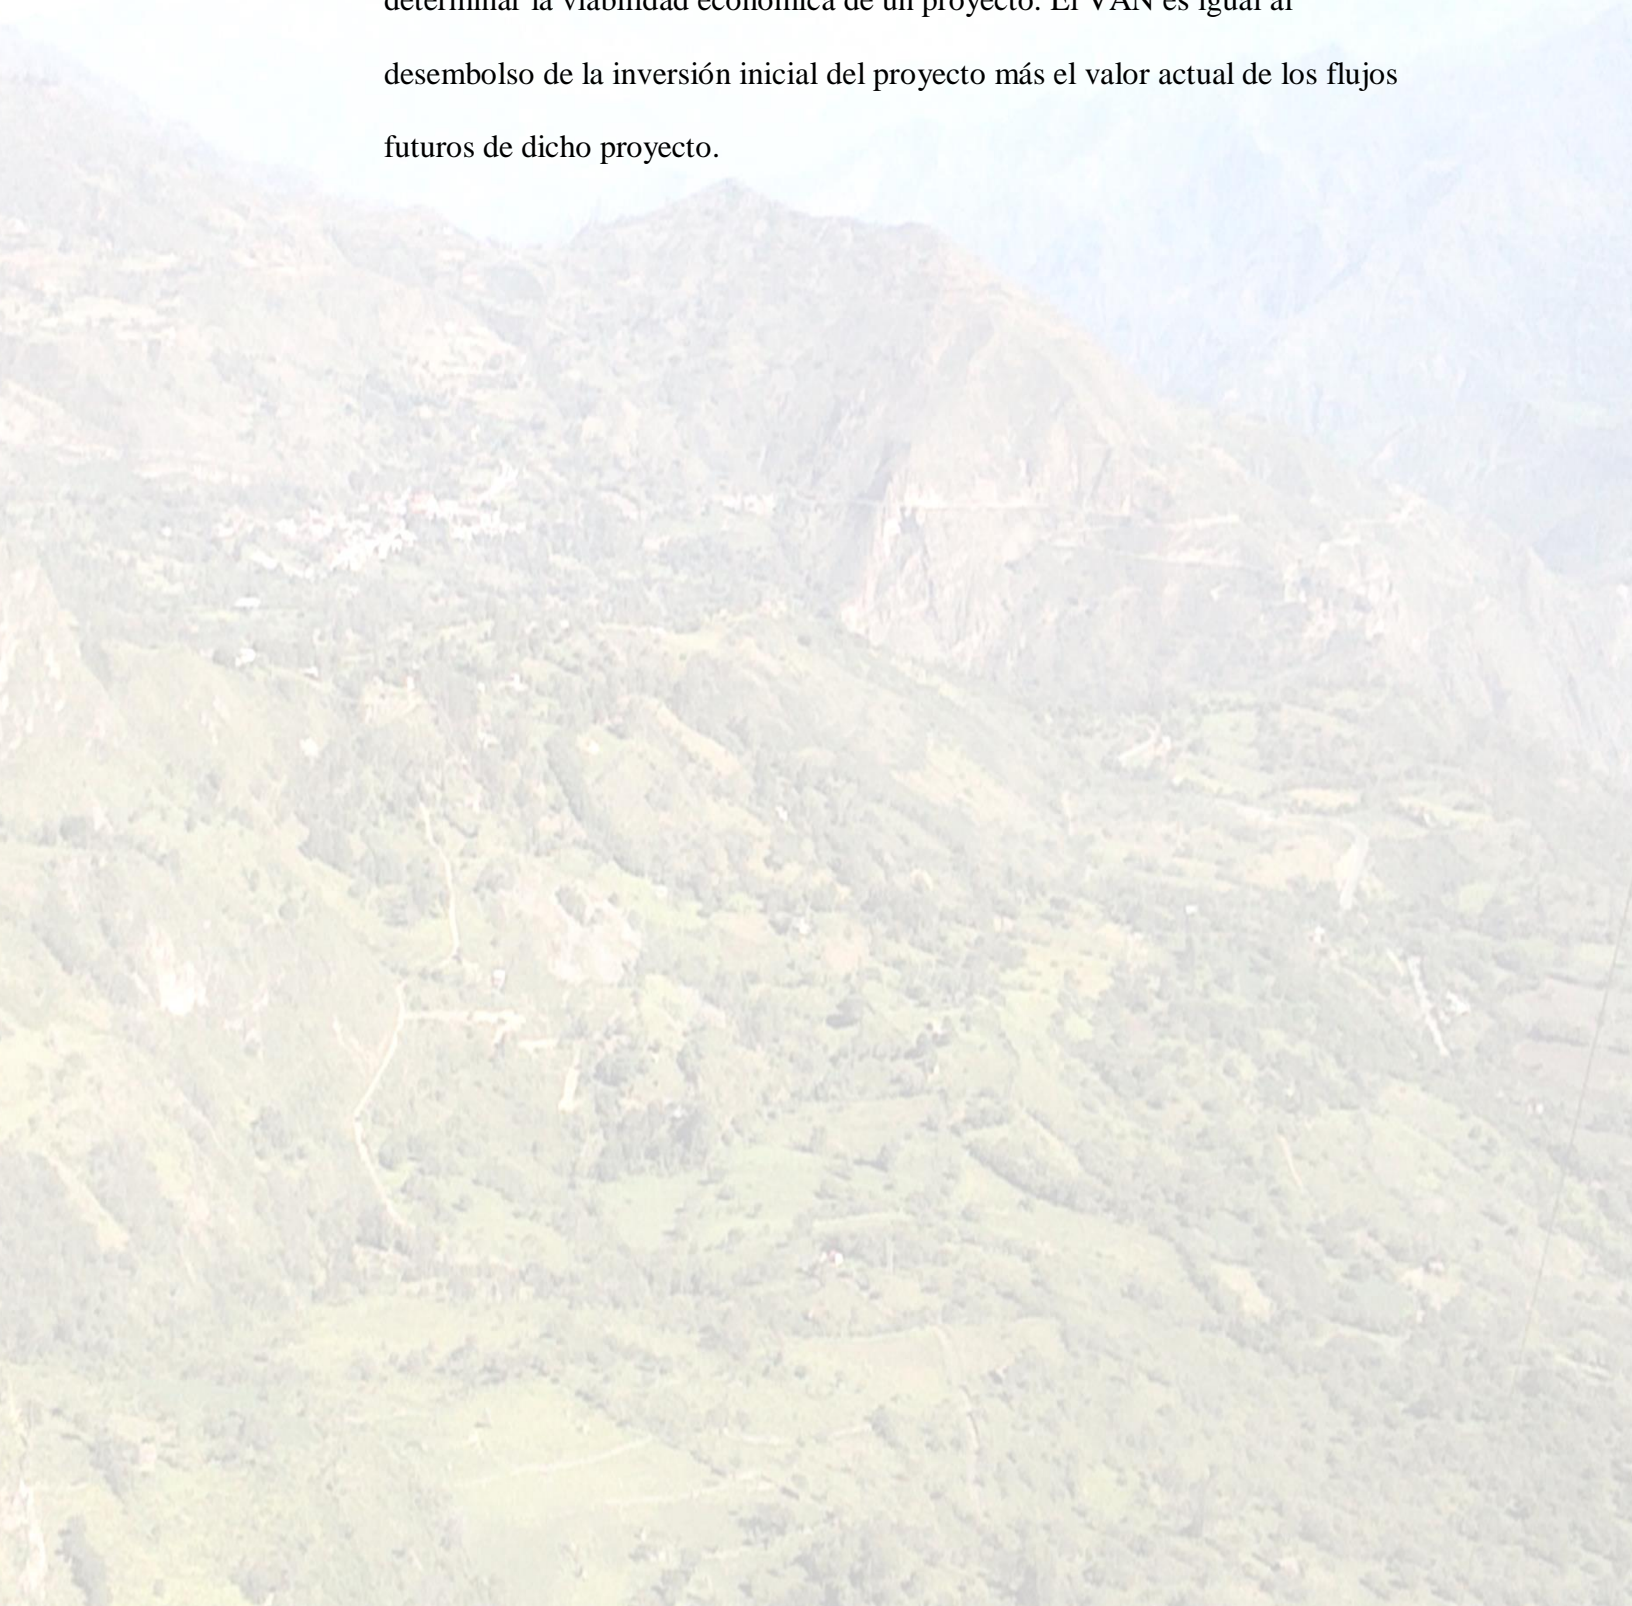 determinar la viabilidad económica de un proyecto. El VAN es igual al
desembolso de la inversión inicial del proyecto más el valor actual de los flujos
futuros de dicho proyecto.